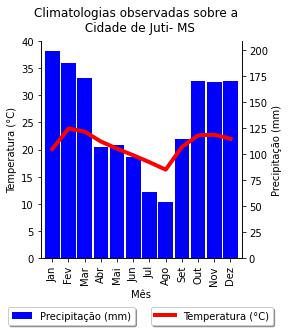 Climatologias observadas sobre a
Cidade de Juti- MS
Temperatura (°C)
40
35
30
25
20
15
10
5
0
Precipitação (mm)
200
175
150
125
100
75
50
25
0
Jan
Fev
Mar
Abr
Mai
Jun
Jul
Ago
Set
Out
Nov
Dez
Mês
Precipitação (mm)
Temperatura (°C)